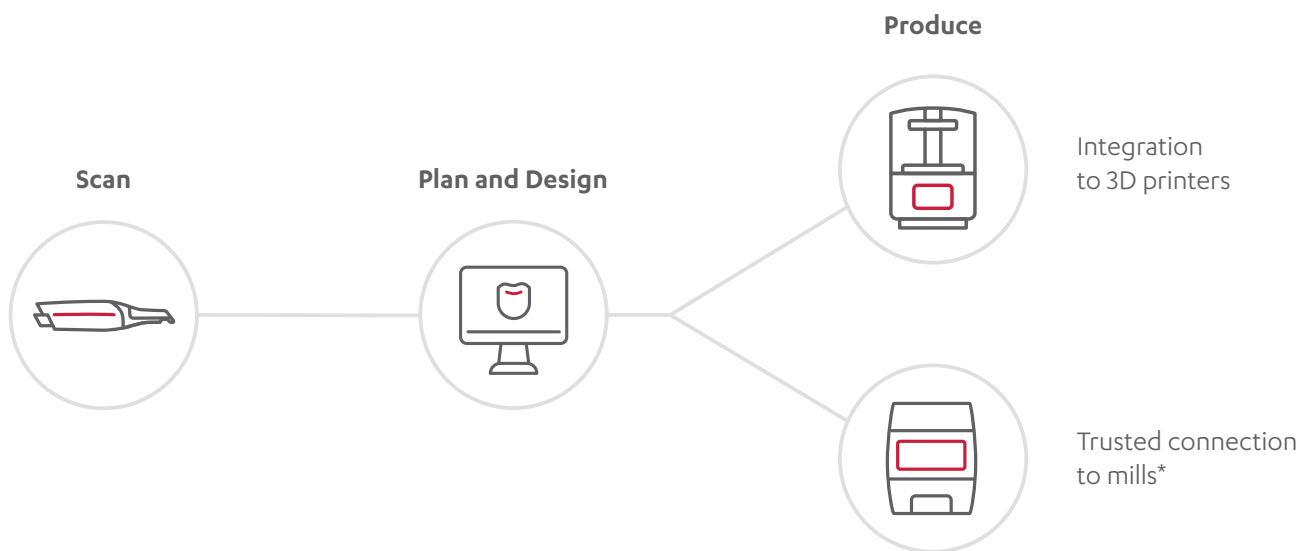 Produce
Integration
to 3D printers
Scan
Plan and Design
Trusted connection
to mills*